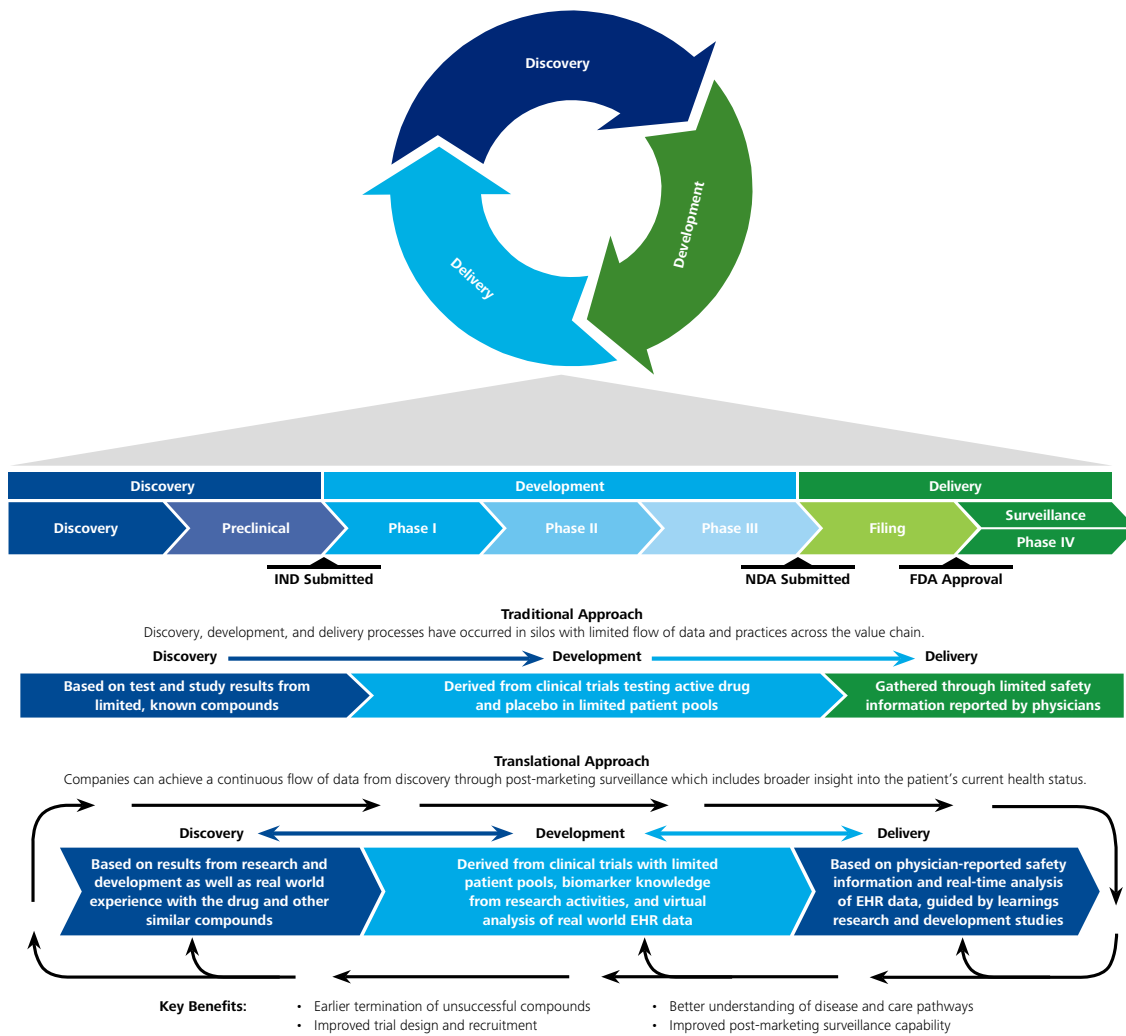 Discovery
Development
Delivery
Discovery
Development
Delivery
Discovery
Preclinical
Phase I
Phase II
Phase III
Filing
Surveillance
Phase IV
IND Submitted
NDA Submitted
FDA Approval
Traditional Approach
Discovery, development, and delivery processes have occurred in silos with limited flow of data and practices across the value chain.
Discovery
Development
Delivery
Based on test and study results from
limited, known compounds
Derived from clinical trials testing active drug
and placebo in limited patient pools
Gathered through limited safety
information reported by physicians
Translational Approach
Companies can achieve a continuous flow of data from discovery through post-marketing surveillance which includes broader insight into the patient’s current health status.
Discovery
Development
Delivery
Based on results from research and
development as well as real world
experience with the drug and other
similar compounds
Derived from clinical trials with limited
patient pools, biomarker knowledge
from research activities, and virtual
analysis of real world EHR data
Based on physician-reported safety
information and real-time analysis
of EHR data, guided by learnings
research and development studies
Key Benefits:
• Earlier termination of unsuccessful compounds
• Improved trial design and recruitment
• Better understanding of disease and care pathways
• Improved post-marketing surveillance capability